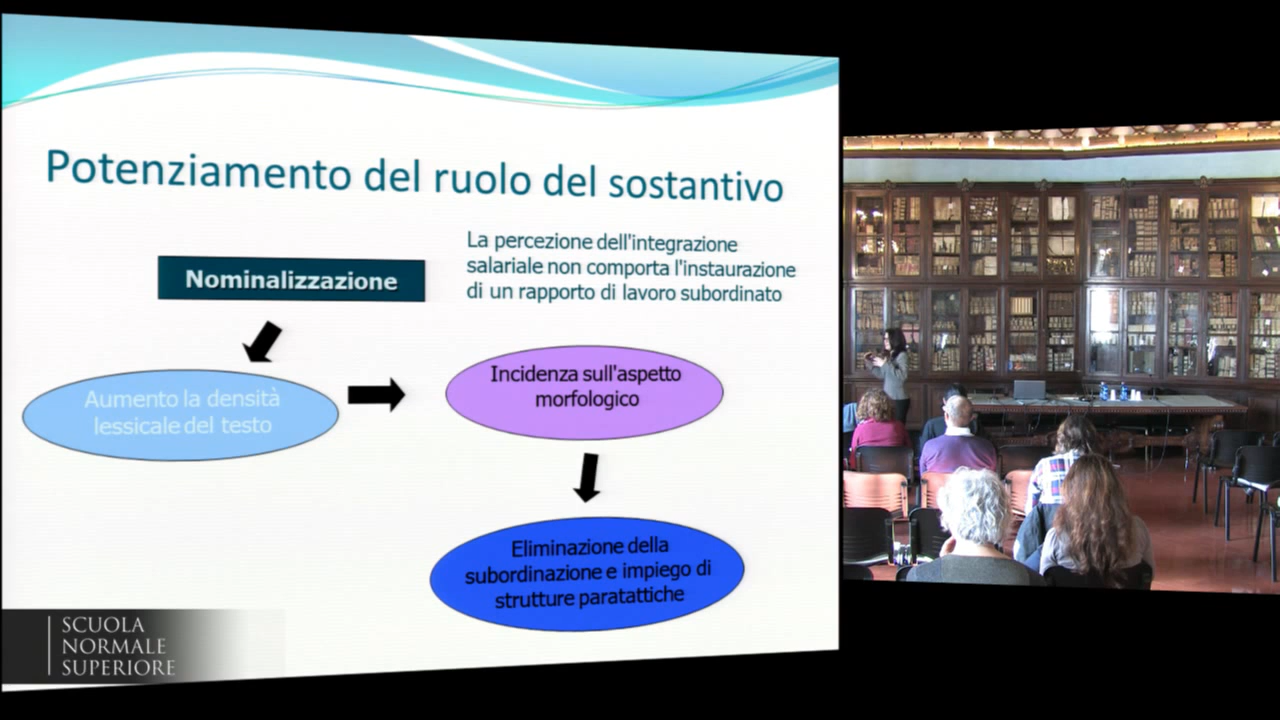 Potenziamento del ruolo del sostantivo
Nominalizzazione
La percezione dell'integrazione
salariale non comporta l'instaurazione
di un rapporto di lavoro subordinato
Aumento la densità
lessicale del testo
Incidenza sull'aspetto
morfologico
Eliminazione della
subordinazione e impiego di
strutture paratattiche
SCUOLA
NORMALE
SUPERIORE